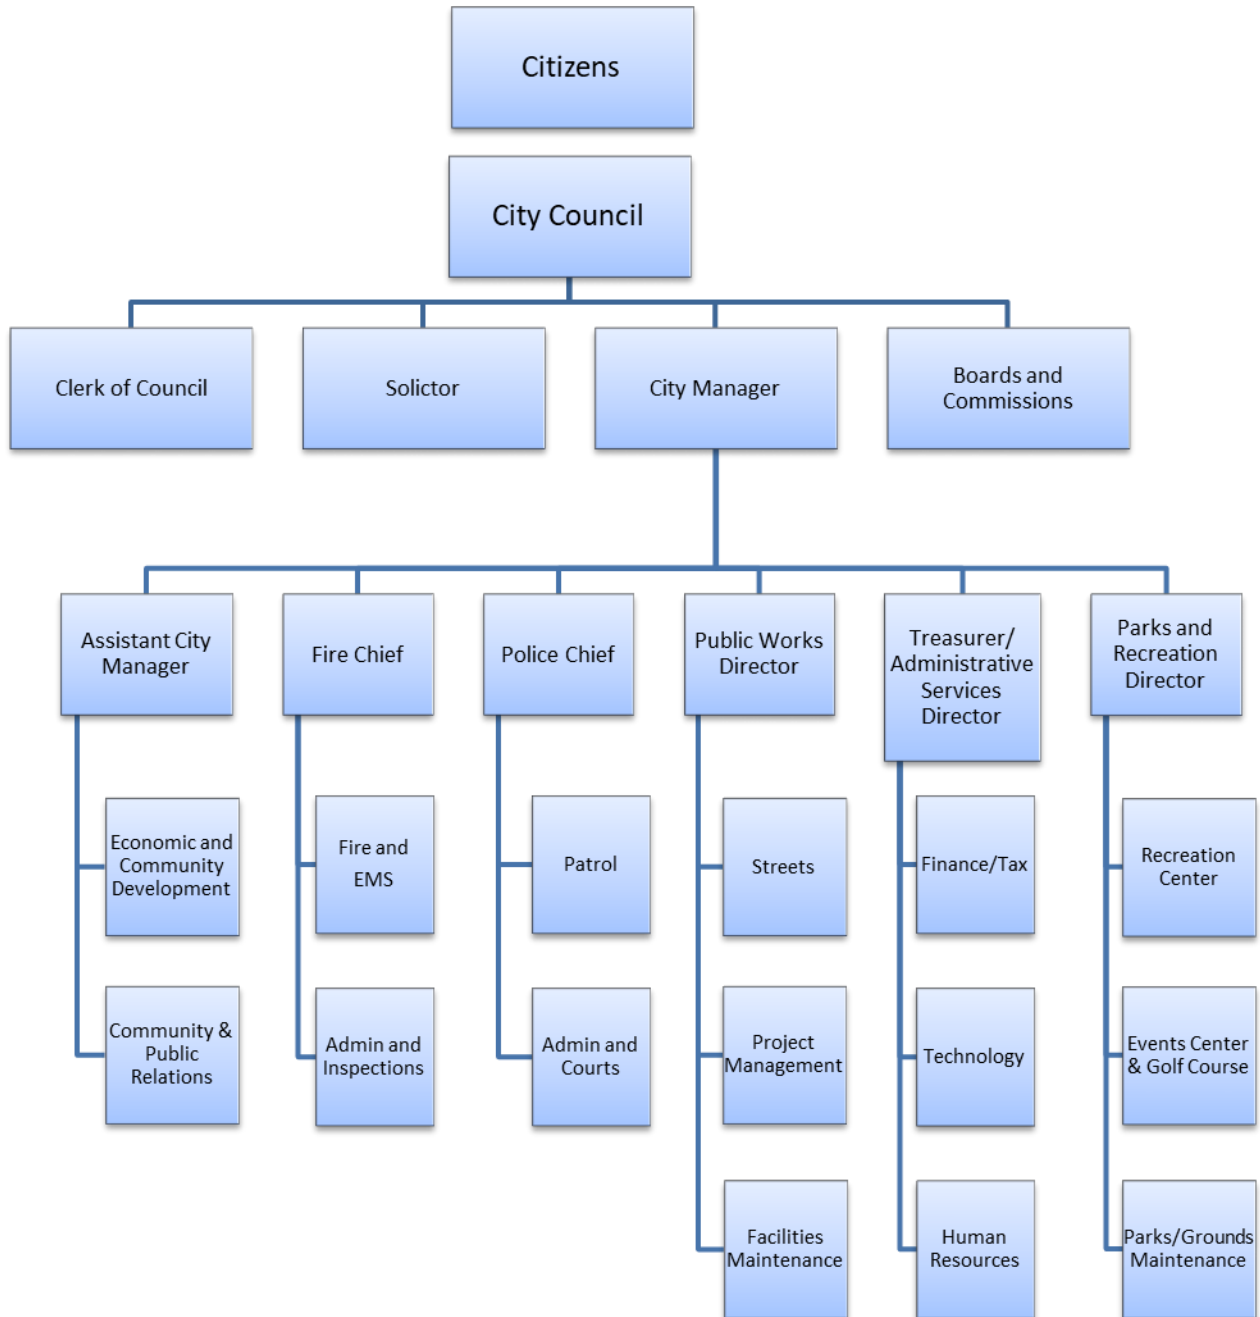 Citizens
City Council
Clerk of Council
Solictor
City Manager
Boards and
Commissions
Assistant City
Manager
Fire Chief
Police Chief
Public Works
Director
Treasurer/
Administrative
Services
Director
Parks and
Recreation
Director
Economic and
Community
Development
Fire and
EMS
Patrol
Streets
Finance/Tax
Recreation
Center
Community &
Public
Relations
Admin and
Inspections
Admin and
Courts
Project
Management
Technology
Events Center
& Golf Course
Facilities
Maintenance
Human
Resources
Parks/Grounds
Maintenance